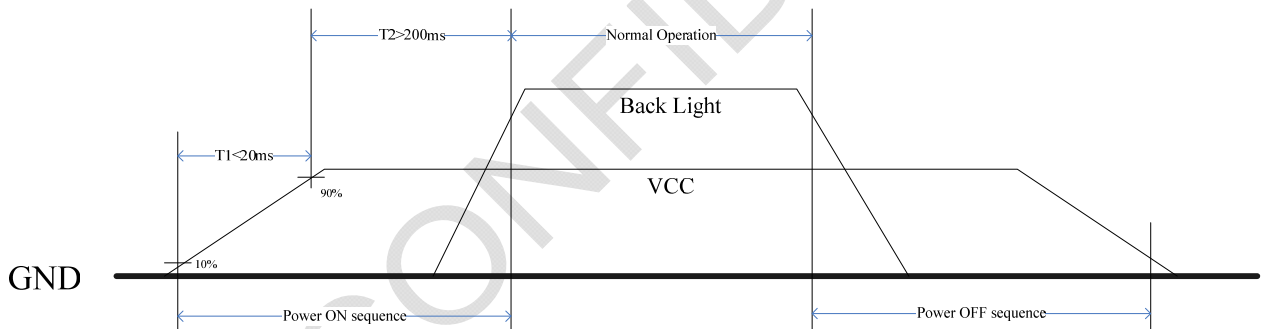 T2>200ms
Normal Operation
Back Light
T1<20ms
VCC
90%
10%
GND
Power ON sequence
Power OFF sequence
CONFID